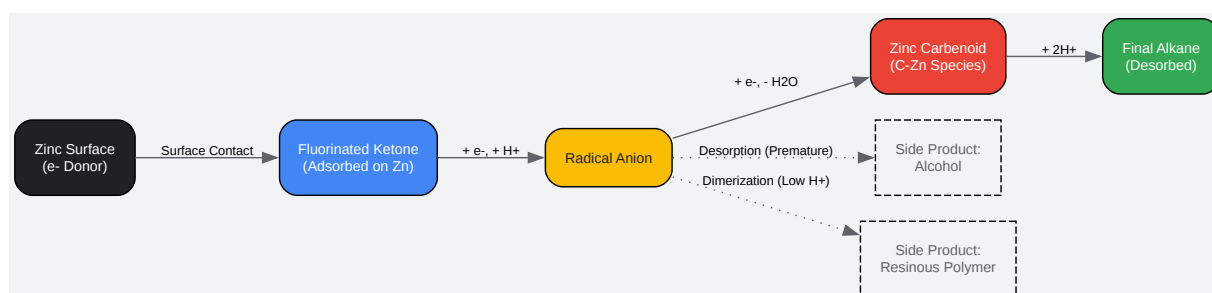 Zinc Surface
(e- Donor)
Surface Contact
Fluorinated Ketone
(Adsorbed on Zn)
+ e-, + H+
Radical Anion
+ e-, - H2O
Zinc Carbenoid
(C-Zn Species)
+ 2H+
Final Alkane
(Desorbed)
Desorption (Premature)
Side Product:
Alcohol
Dimerization (Low H+)
Side Product:
Resinous Polymer